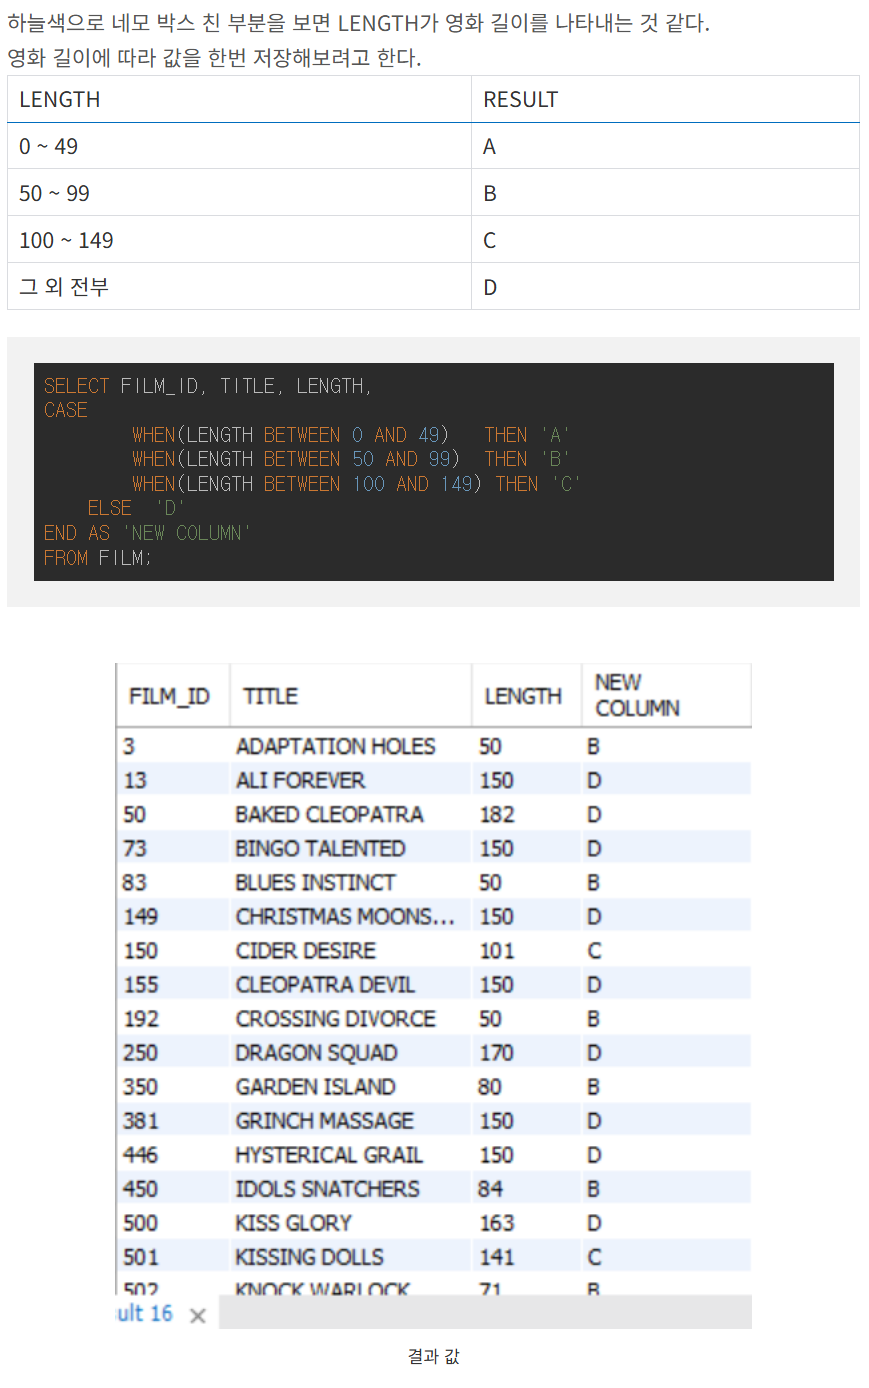 하늘색으로 네모 박스 친 부분을 보면 LENGTH가 영화 길이를 나타내는 것 같다.
영화 길이에 따라 값을 한번 저장해보려고 한다.
LENGTH RESULT
0 ~ 49 A
50 ~ 99 B
100 ~ 149 C
그 외 전부 D
SELECT FILM_ID, TITLE, LENGTH,
CASE
WHEN(LENGTH BETWEEN 0 AND 49) THEN 'A'
WHEN(LENGTH BETWEEN 50 AND 99) THEN 'B'
WHEN(LENGTH BETWEEN 100 AND 149) THEN 'C'
ELSE 'D'
END AS 'NEW COLUMN'
FROM FILM;
FILM_ID TITLE LENGTH NEW COLUMN
3 ADAPTATION HOLES 50 B
13 ALI FOREVER 150 D
50 BAKED CLEOPATRA 182 D
73 BINGO TALENTED 150 D
83 BLUES INSTINCT 50 B
149 CHRISTMAS MOONS... 150 D
150 CIDER DESIRE 101 C
155 CLEOPATRA DEVIL 150 D
192 CROSSING DIVORCE 50 B
250 DRAGON SQUAD 170 D
350 GARDEN ISLAND 80 B
381 GRINCH MASSAGE 150 D
446 HYSTERICAL GRAIL 150 D
450 IDOLS SNATCHERS 84 B
500 KISS GLORY 163 D
501 KISSING DOLLS 141 C
502 KNOCK WARLOCK 71 B
ult 16 ×
결과 값